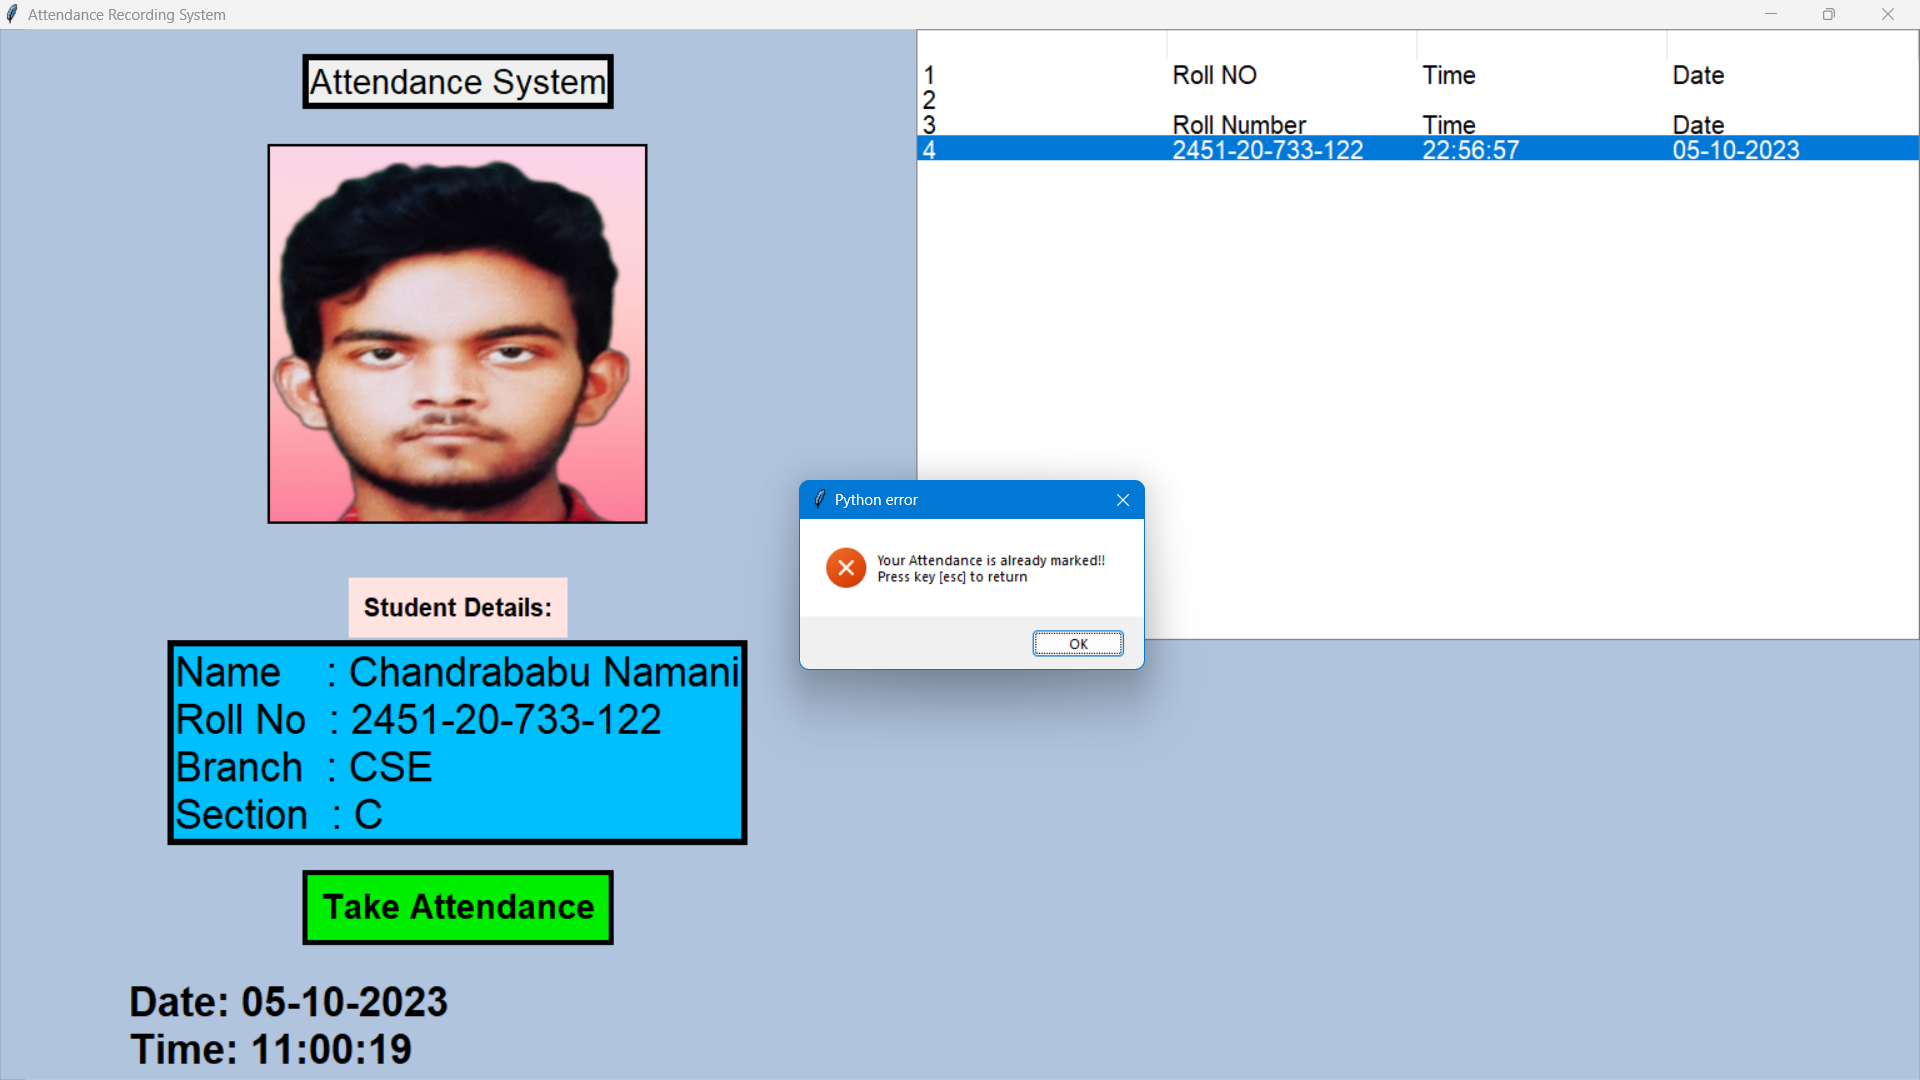 Attendance Recording System
Attendance System
1 Roll NO Time Date
2
3 Roll Number Time Date
4 2451-20-733-122 22:56:57 05-10-2023
Python error
Your Attendance is already marked!!
Press key [esc] to return
OK
Student Details:
Name : Chandrababu Namani
Roll No : 2451-20-733-122
Branch : CSE
Section : C
Take Attendance
Date: 05-10-2023
Time: 11:00:19